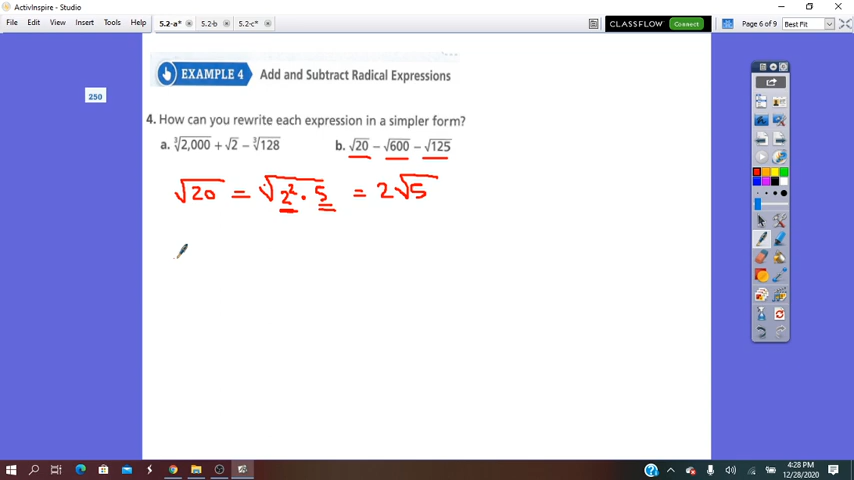 ActivInspire - Studio
File Edit View Insert Tools Help
5.2-a* 5.2-b 5.2-c*
CLASSFLOW Connect
Page 6 of 9
Best Fit
250
EXAMPLE 4 Add and Subtract Radical Expressions
4. How can you rewrite each expression in a simpler form?
a. ∛2,000 + √2 − ∛128 b. √20 − √600 − √125
√20 = √2² · 5 = 2√5
4:28 PM
12/28/2020